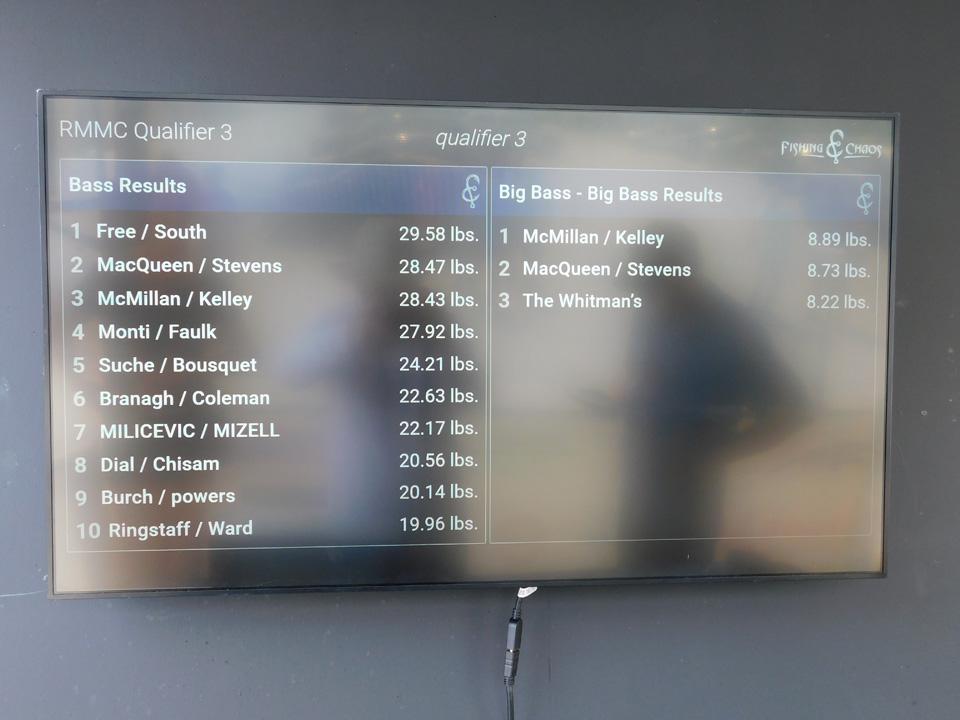 RMMC Qualifier 3
qualifier 3
FISHING & CHAOS
Bass Results
1 Free / South 29.58 lbs.
2 MacQueen / Stevens 28.47 lbs.
3 McMillan / Kelley 28.43 lbs.
4 Monti / Faulk 27.92 lbs.
5 Suche / Bousquet 24.21 lbs.
6 Branagh / Coleman 22.63 lbs.
7 MILICEVIC / MIZELL 22.17 lbs.
8 Dial / Chisam 20.56 lbs.
9 Burch / powers 20.14 lbs.
10 Ringstaff / Ward 19.96 lbs.
Big Bass - Big Bass Results
1 McMillan / Kelley 8.89 lbs.
2 MacQueen / Stevens 8.73 lbs.
3 The Whitman's 8.22 lbs.